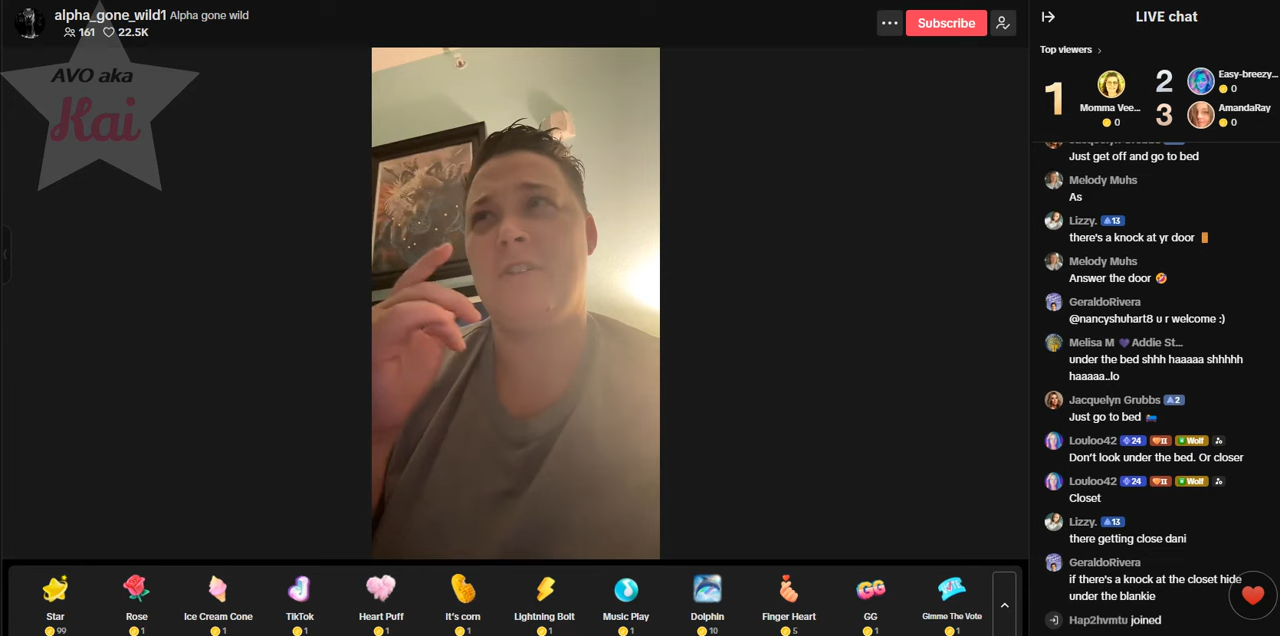 alpha_gone_wild1 Alpha gone wild
161 22.5K
Subscribe
AVO aka
Kai
LIVE chat
Top viewers
1
Momma Vee...
0
2
Easy-breezy...
0
3
AmandaRay
0
Just get off and go to bed
Melody Muhs
As
Lizzy. 13
there's a knock at yr door 🚪
Melody Muhs
Answer the door 🤣
GeraldoRivera
@nancyshuhart8 u r welcome :)
Melisa M 💜Addie St...
under the bed shhh haaaaa shhhhh
haaaaa..lo
Jacquelyn Grubbs 2
Just go to bed 🛌
Louloo42 24 II Wolf
Don't look under the bed. Or closer
Louloo42 24 II Wolf
Closet
Lizzy. 13
there getting close dani
GeraldoRivera
if there's a knock at the closet hide
under the blankie
Hap2hvmtu joined
Star
99
Rose
1
Ice Cream Cone
1
TikTok
1
Heart Puff
1
It's corn
1
Lightning Bolt
1
Music Play
1
Dolphin
10
Finger Heart
5
GG
GG
1
Gimme The Vote
1